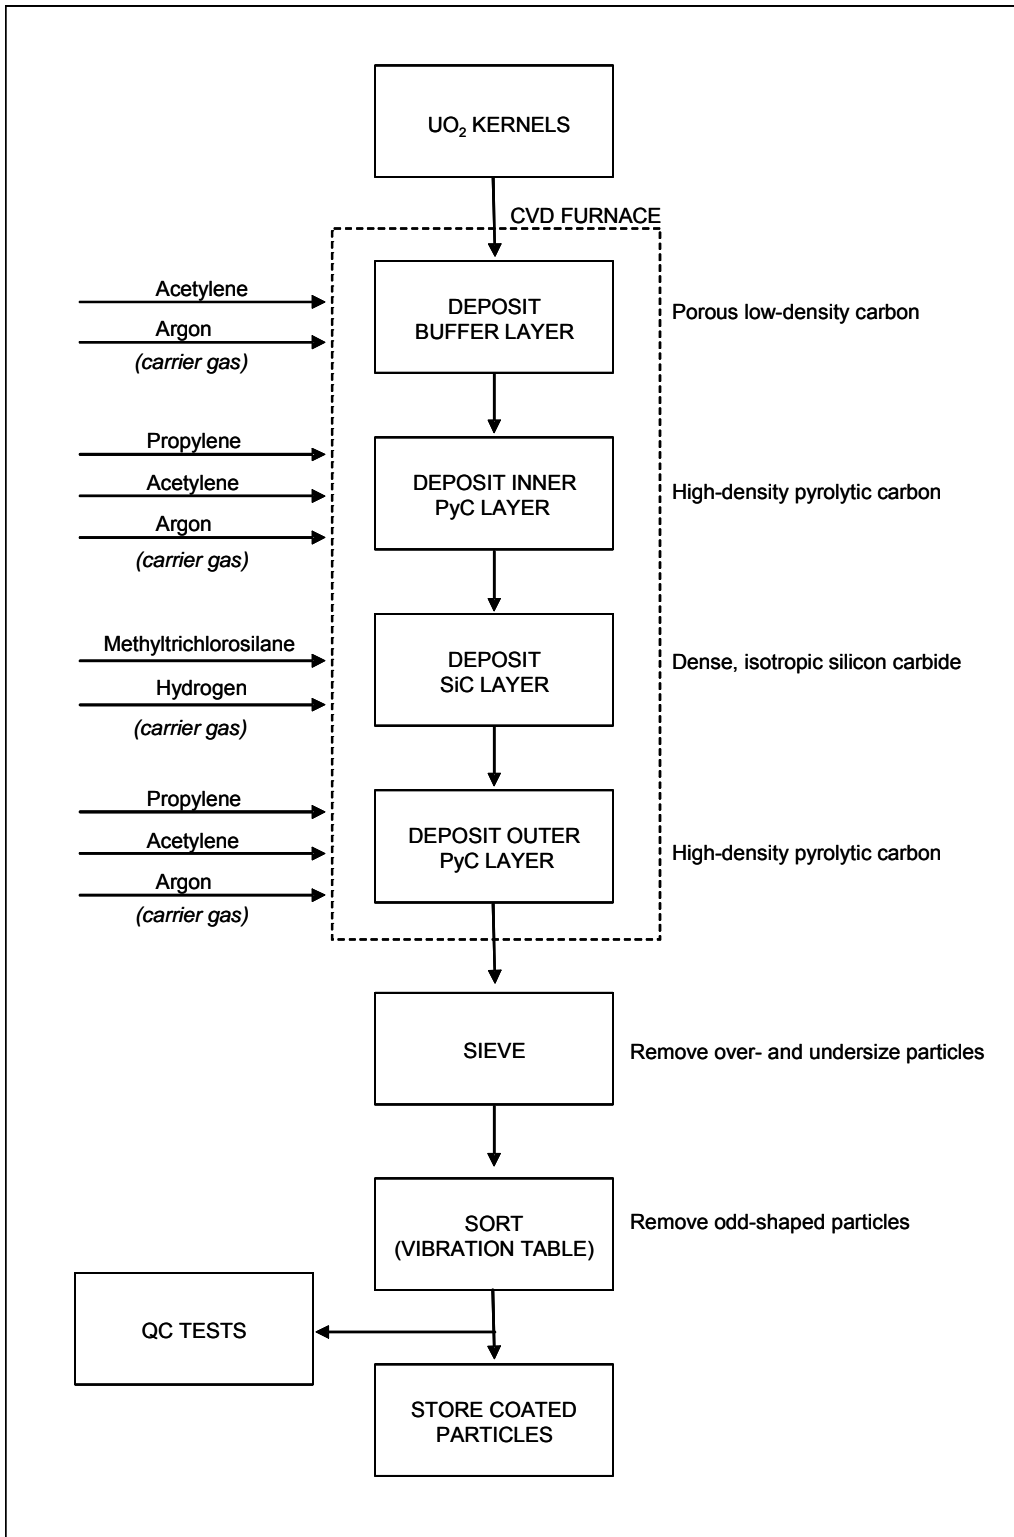 UO₂ KERNELS
CVD FURNACE
Acetylene
Argon
(carrier gas)
DEPOSIT
BUFFER LAYER
Porous low-density carbon
Propylene
Acetylene
Argon
(carrier gas)
DEPOSIT INNER
PyC LAYER
High-density pyrolytic carbon
Methyltrichlorosilane
Hydrogen
(carrier gas)
DEPOSIT
SiC LAYER
Dense, isotropic silicon carbide
Propylene
Acetylene
Argon
(carrier gas)
DEPOSIT OUTER
PyC LAYER
High-density pyrolytic carbon
SIEVE
Remove over- and undersize particles
SORT
(VIBRATION TABLE)
Remove odd-shaped particles
QC TESTS
STORE COATED
PARTICLES